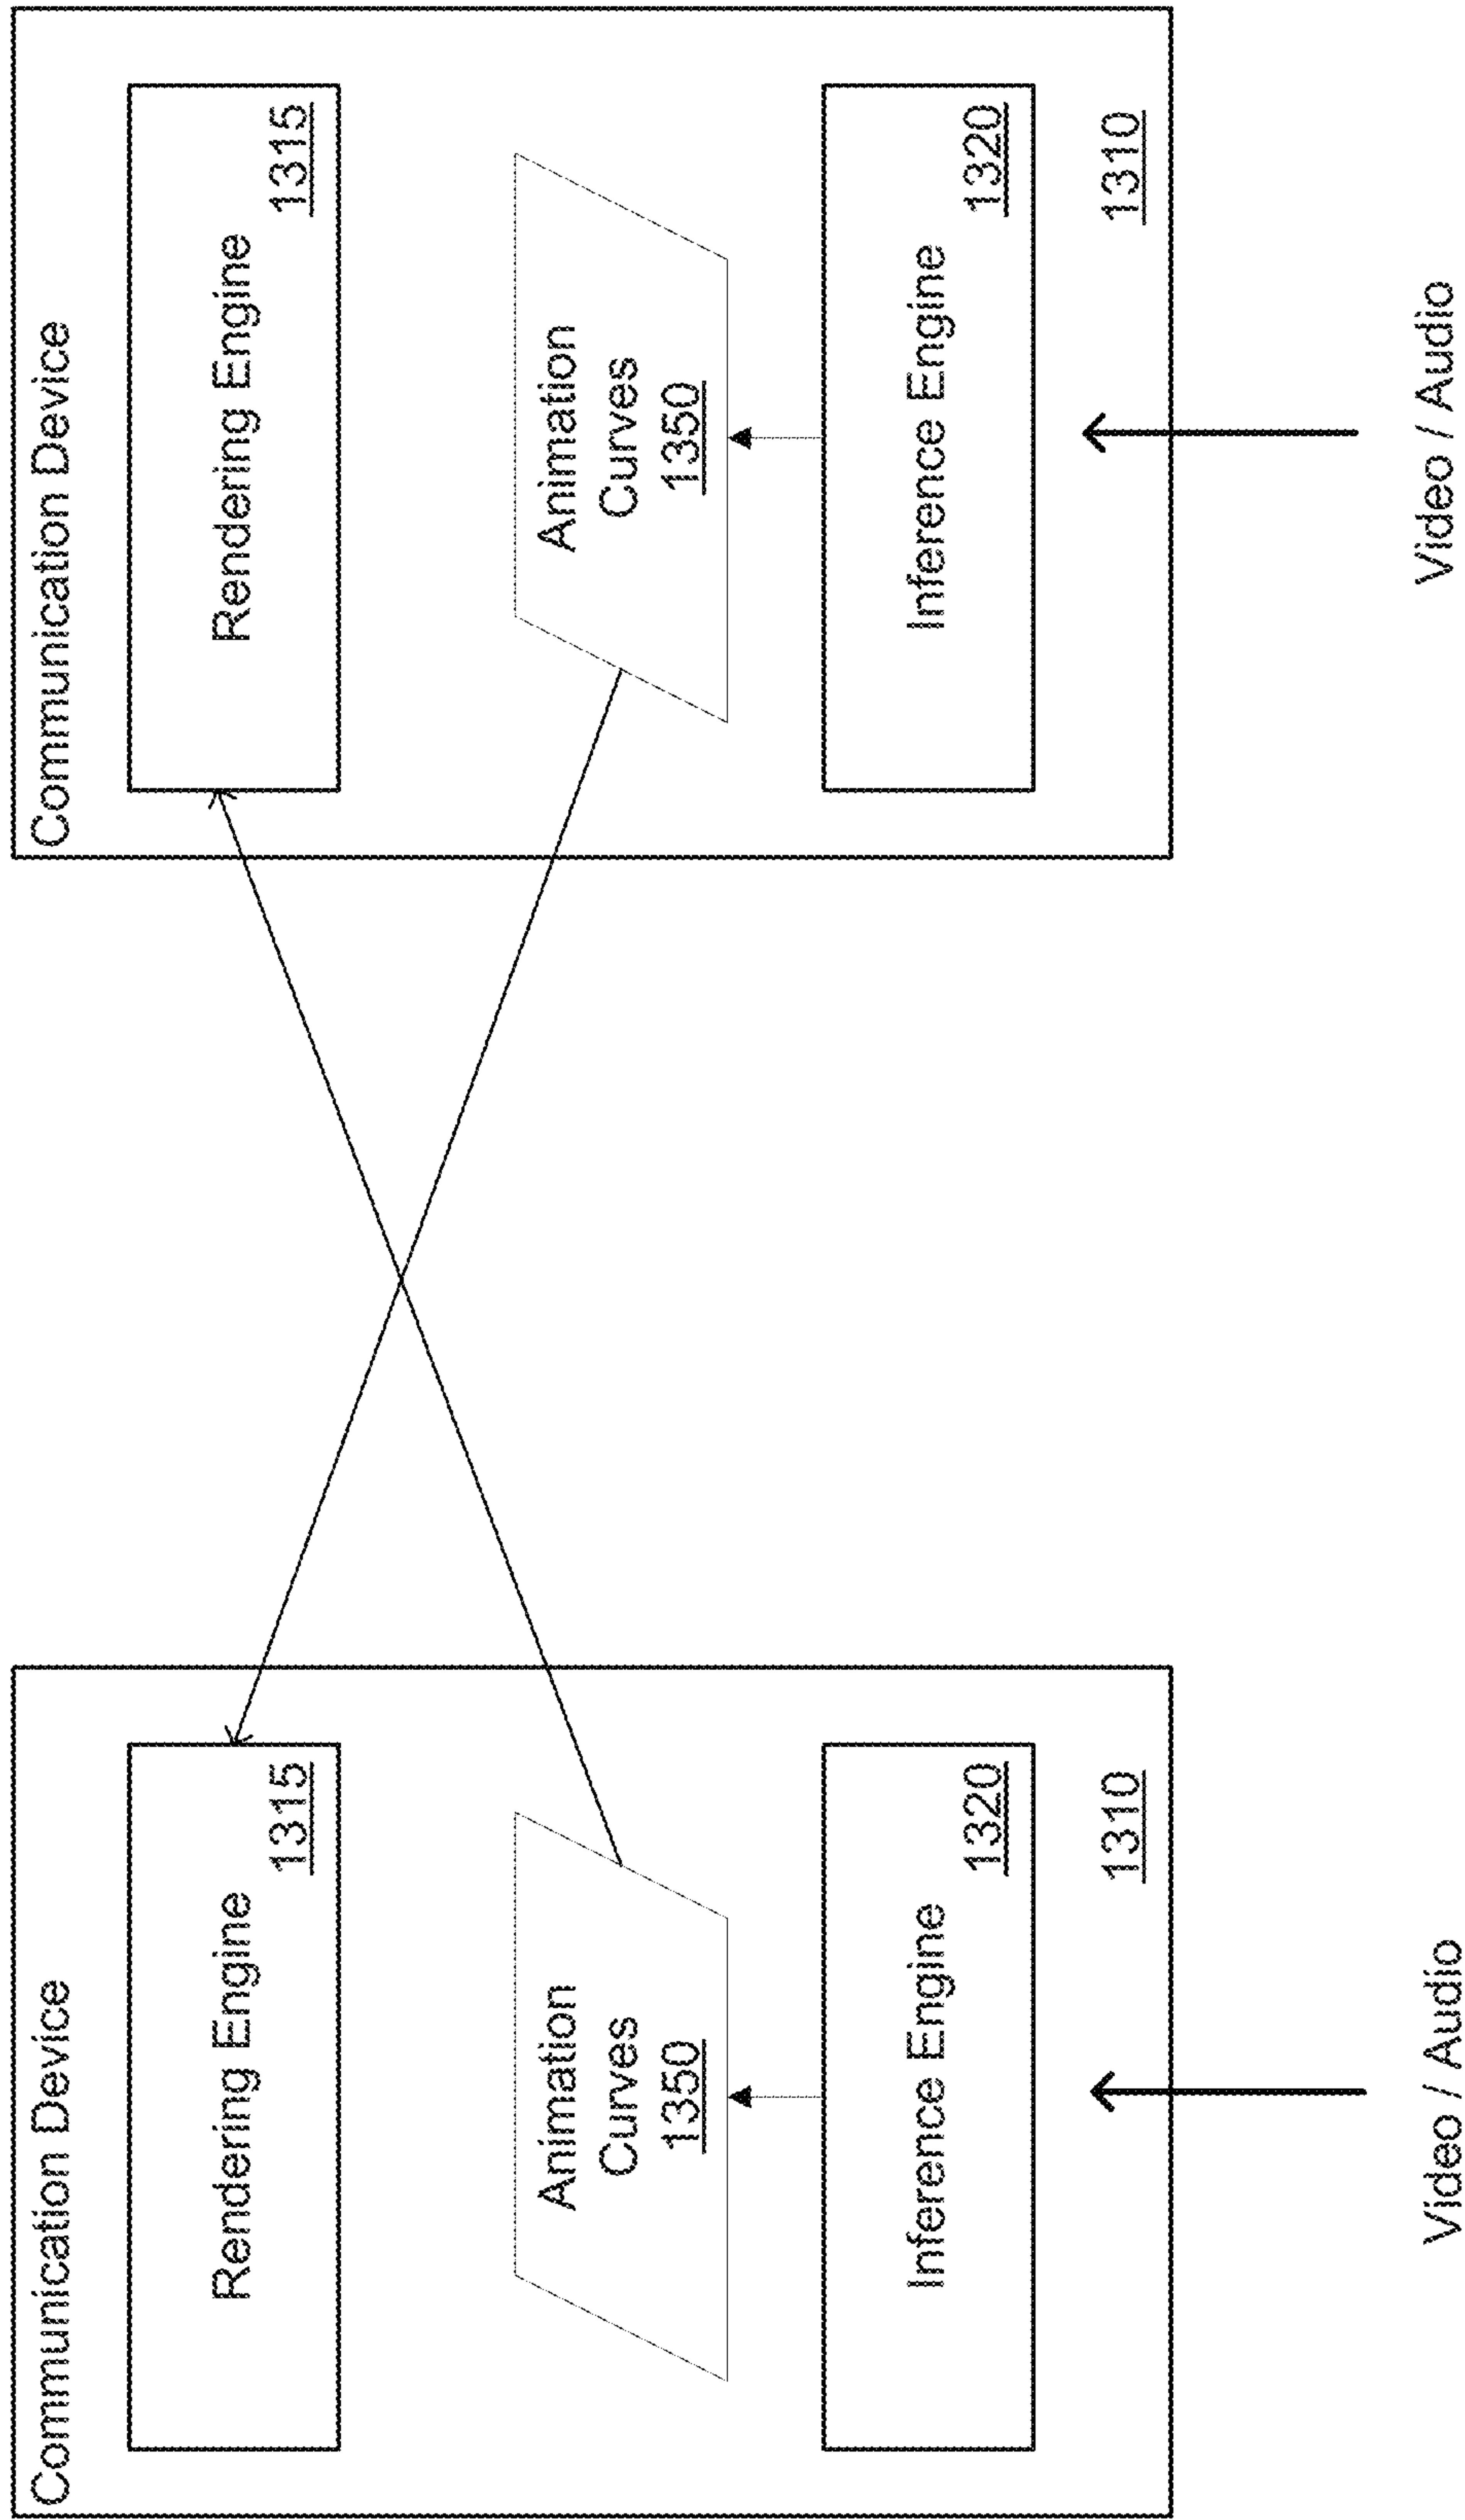 Communication Device
Rendering Engine
1315
Animation
Curves
1350
Inference Engine
1320
1310
Video / Audio
Communication Device
Rendering Engine
1315
Animation
Curves
1350
Inference Engine
1320
1310
Video / Audio